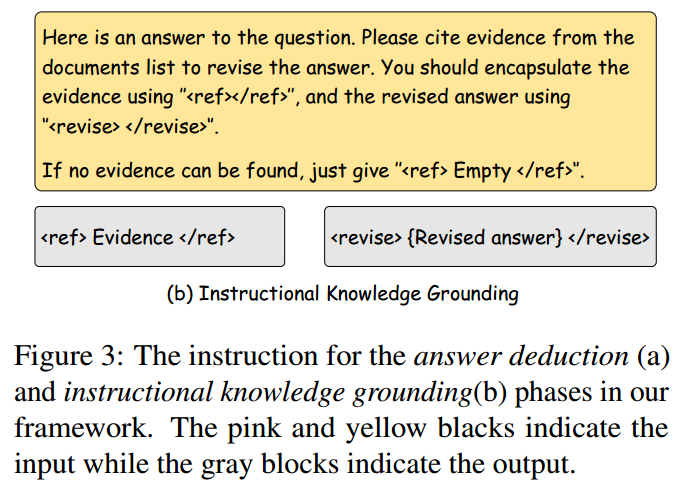 Here is an answer to the question. Please cite evidence from the
documents list to revise the answer. You should encapsulate the
evidence using "<ref></ref>", and the revised answer using
"<revise> </revise>".
If no evidence can be found, just give "<ref> Empty </ref>".
<ref> Evidence </ref>
<revise> {Revised answer} </revise>
(b) Instructional Knowledge Grounding
Figure 3: The instruction for the answer deduction (a)
and instructional knowledge grounding(b) phases in our
framework. The pink and yellow blacks indicate the
input while the gray blocks indicate the output.